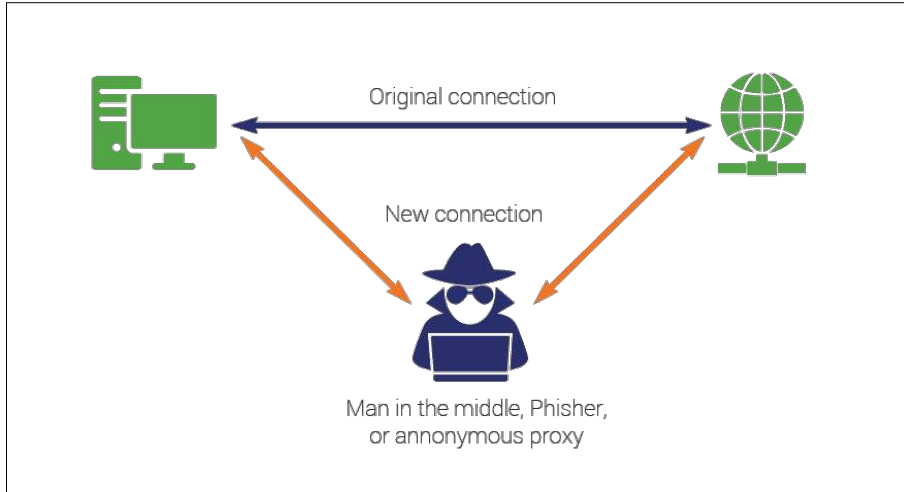 Original connection
New connection
Man in the middle, Phisher,
or annonymous proxy